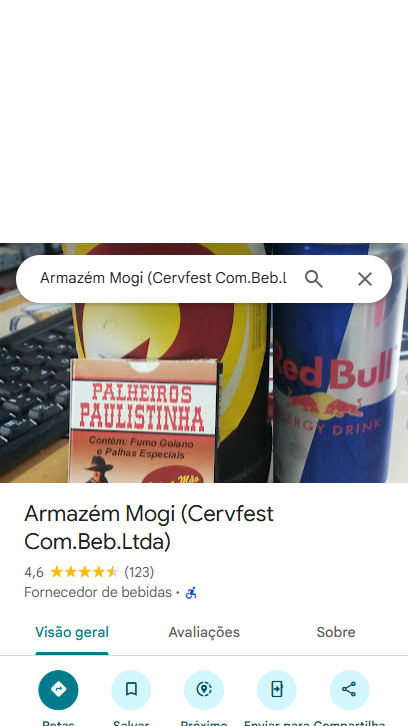 Armazém Mogi (Cervfest Com.Beb.L
Red Bull
ENERGY DRINK
PALHEIROS
PAULISTINHA
Contém: Fumo Goiano
e Palhas Especiais
Armazém Mogi (Cervfest
Com.Beb.Ltda)
4,6 (123)
Fornecedor de bebidas ·
Visão geral Avaliações Sobre
Rotas Salvar Próximo Enviar para Compartilha